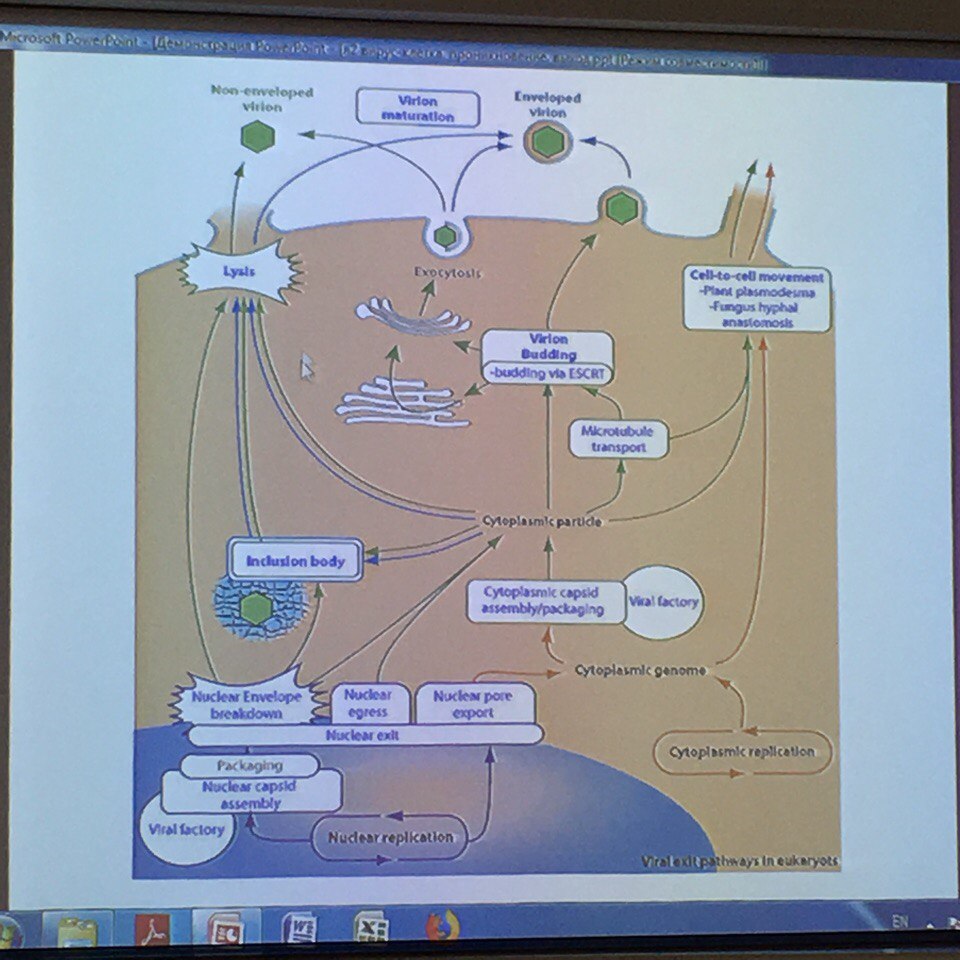 Microsoft PowerPoint - [Демонстрация PowerPoint -
Non-enveloped
virion
Virion
maturation
Enveloped
virion
Lysis
Exocytosis
Cell-to-cell movement
-Plant plasmodesma
-Fungus hyphal
anastomosis
Virion
Budding
-budding via ESCRT
Microtubule
transport
Cytoplasmic particle
Inclusion body
Cytoplasmic capsid
assembly/packaging
Viral factory
Cytoplasmic genome
Nuclear Envelope
breakdown
Nuclear
egress
Nuclear pore
export
Nuclear exit
Cytoplasmic replication
Packaging
Nuclear capsid
assembly
Viral factory
Nuclear replication
Viral exit pathways in eukaryots
EN